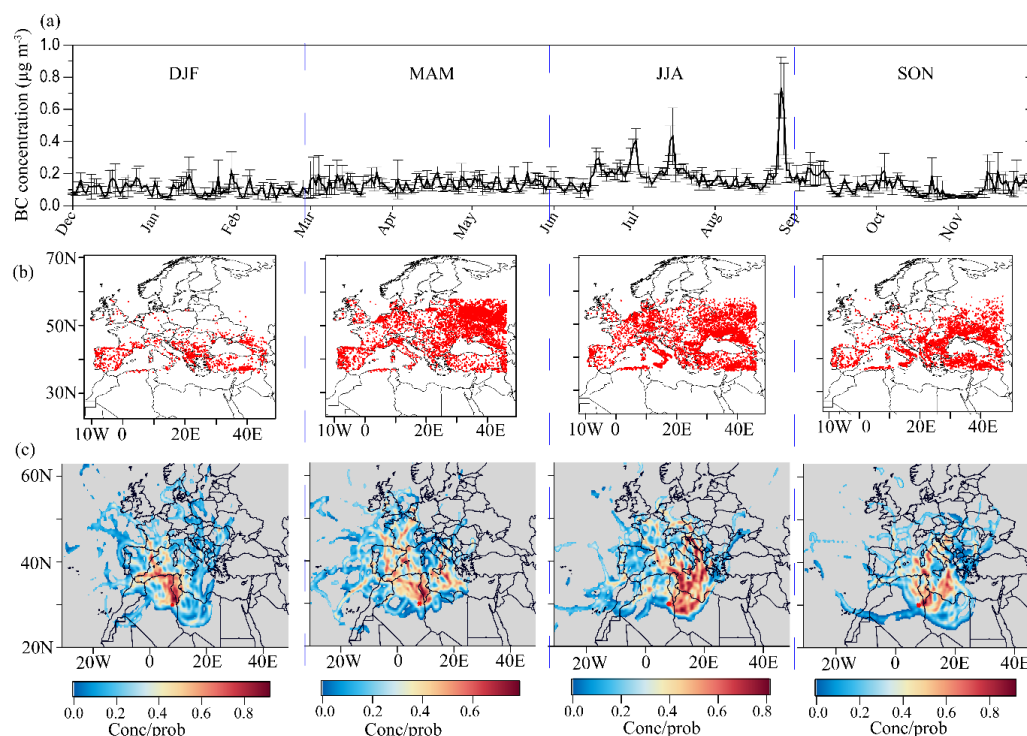 (a)
BC concentration (µg m⁻³)
1.0
0.8
0.6
0.4
0.2
0.0
DJF MAM JJA SON
Dec Jan Feb Mar Apr May Jun Jul Aug Sep Oct Nov
(b)
70N
50N
30N
10W 0 20E 40E 10W 0 20E 40E 10W 0 20E 40E 10W 0 20E 40E
(c)
60N
40N
30N
20N
20W 0 20E 40E 20W 0 20E 40E 20W 0 20E 40E 20W 0 20E 40E
0.0 0.2 0.4 0.6 0.0 0.2 0.4 0.6 0.0 0.2 0.4 0.6 0.8 0.0 0.2 0.4 0.6 0.8
Conc/prob Conc/prob Conc/prob Conc/prob